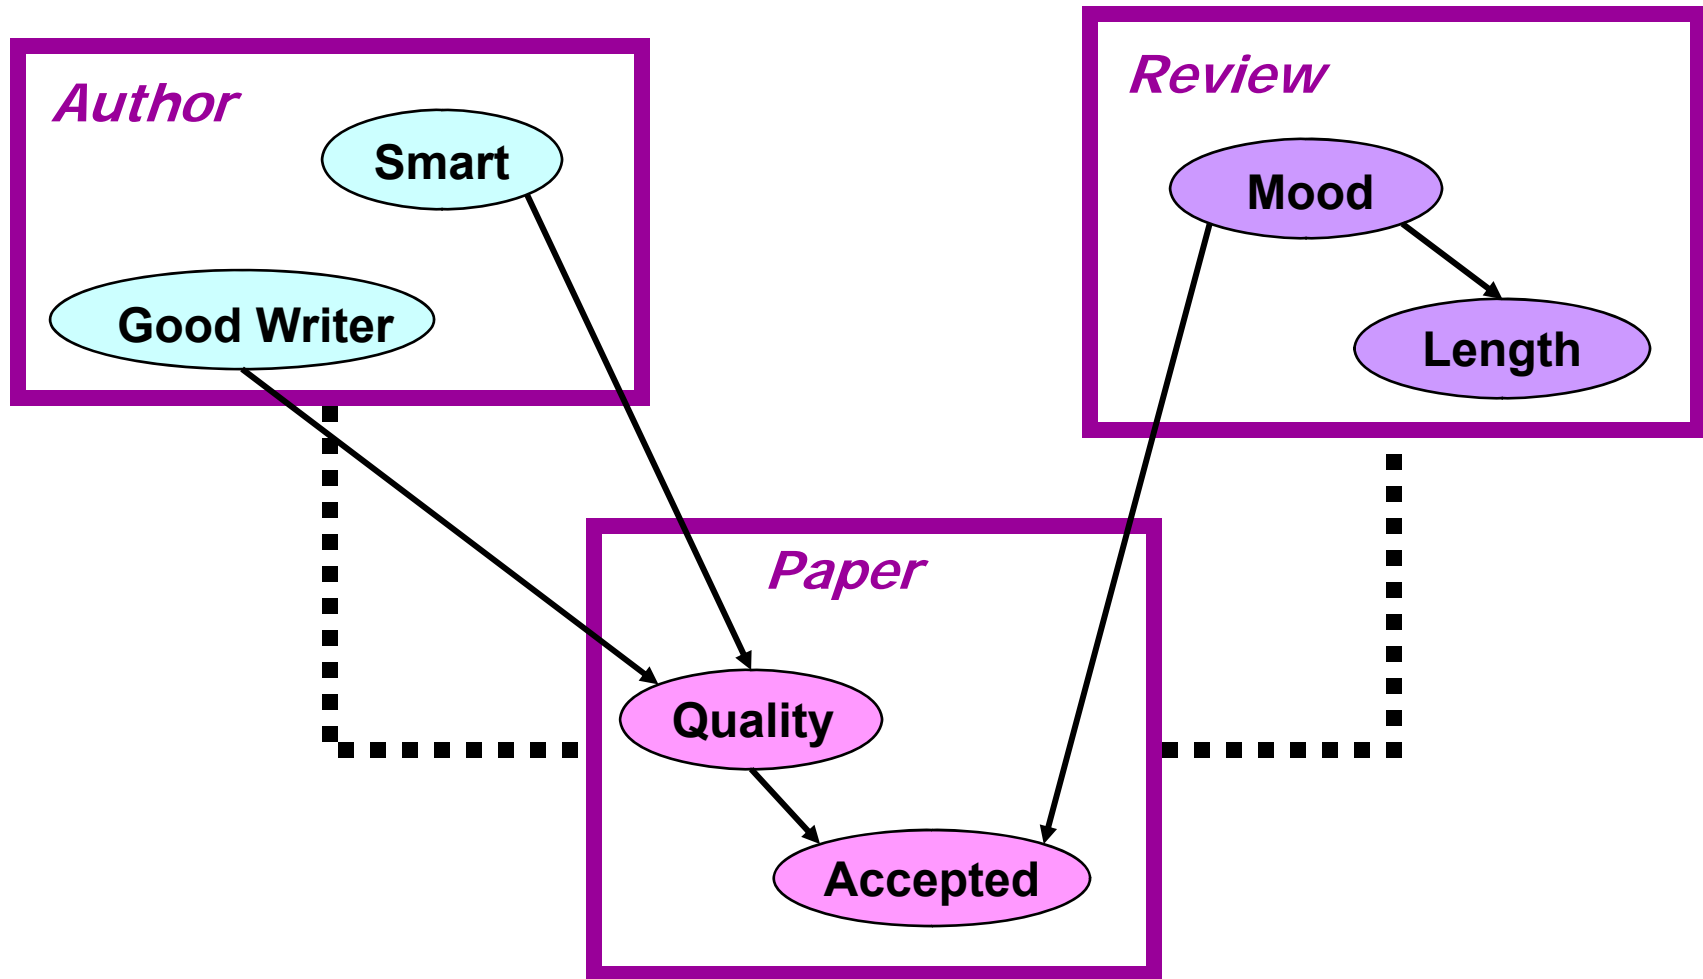 Author
Smart
Good Writer
Review
Mood
Length
Paper
Quality
Accepted